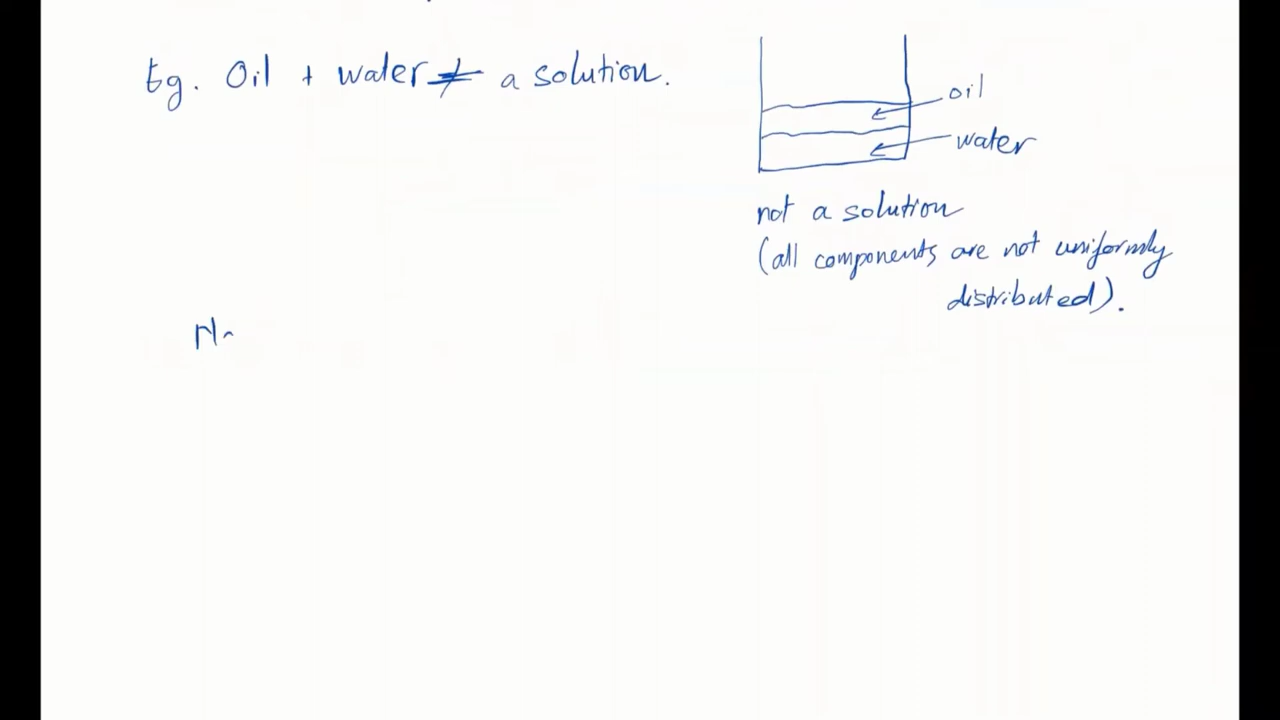 Eg. Oil + water ≠ a solution.
oil
water
not a solution
(all components are not uniformly
distributed).